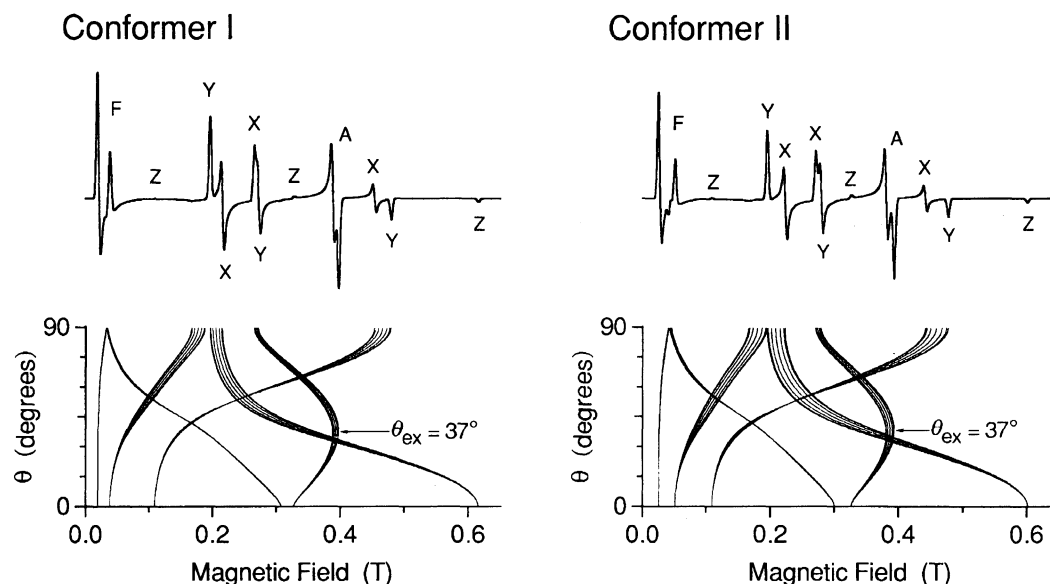 Conformer I
F
Z
Y
X
X
Y
Z
A
X
Y
Z
90
0
θ (degrees)
θex = 37°
0.0
0.2
0.4
0.6
Magnetic Field (T)
Conformer II
F
Z
Y
X
X
Y
Z
A
X
Y
Z
90
0
θ (degrees)
θex = 37°
0.0
0.2
0.4
0.6
Magnetic Field (T)